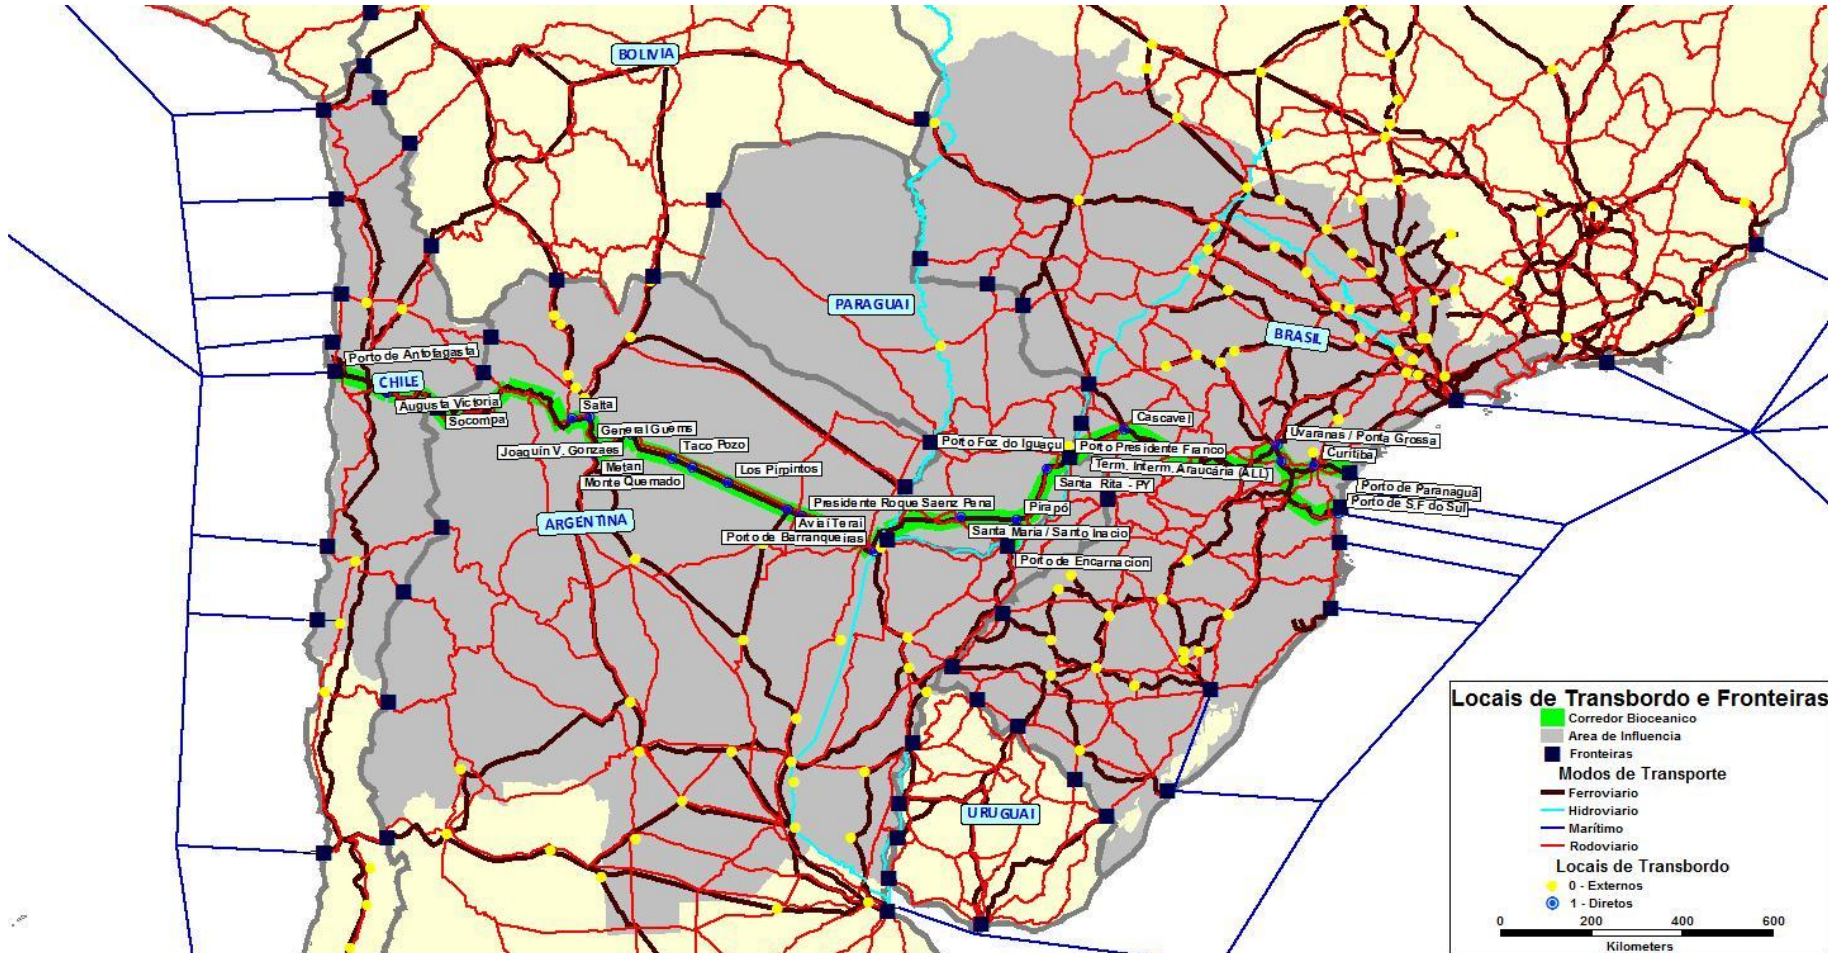 BOLIVIA
PARAGUAI
BRASIL
Porto de Antofagasta
CHILE
Augusta Victoria
Socompa
Salta
General Guems
Joaquín V. Gonzaes
Taco Pozo
Metan
Los Pirpintos
Monte Quemado
ARGENTINA
Presidente Roque Saenz Pena
Aviai Terai
Porto de Barranqueiras
Cascavel
Porto Foz do Iguaçu
Porto Presidente Franco
Uvaranas / Ponta Grossa
Curitiba
Term. Interm. Araucária (ALL)
Santa Rita - PY
Porto de Paranaguá
Porto de S.F do Sul
Pirapó
Santa Maria / Santo Inacio
Porto de Encarnacion
URUGUAI
Locais de Transbordo e Fronteiras
Corredor Bioceanico
Area de Influencia
Fronteiras
Modos de Transporte
Ferroviario
Hidroviario
Marítimo
Rodoviario
Locais de Transbordo
0 - Externos
1 - Diretos
0 200 400 600
Kilometers